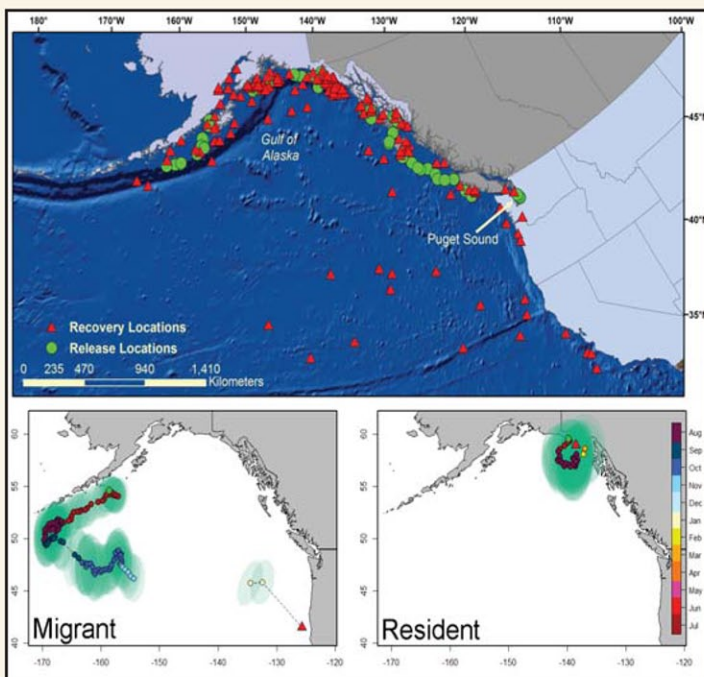 180° 170°W 160°W 150°W 140°W 130°W 120°W 110°W 100°W
45°N
40°N
35°N
Gulf of
Alaska
Puget Sound
Recovery Locations
Release Locations
0 235 470 940 1,410
Kilometers
60
55
50
45
40
-170 -160 -150 -140 -130 -120
Migrant
60
55
50
45
40
-170 -160 -150 -140 -130 -120
Resident
Aug
Sep
Oct
Nov
Dec
Jan
Feb
Mar
Apr
May
Jun
Jul